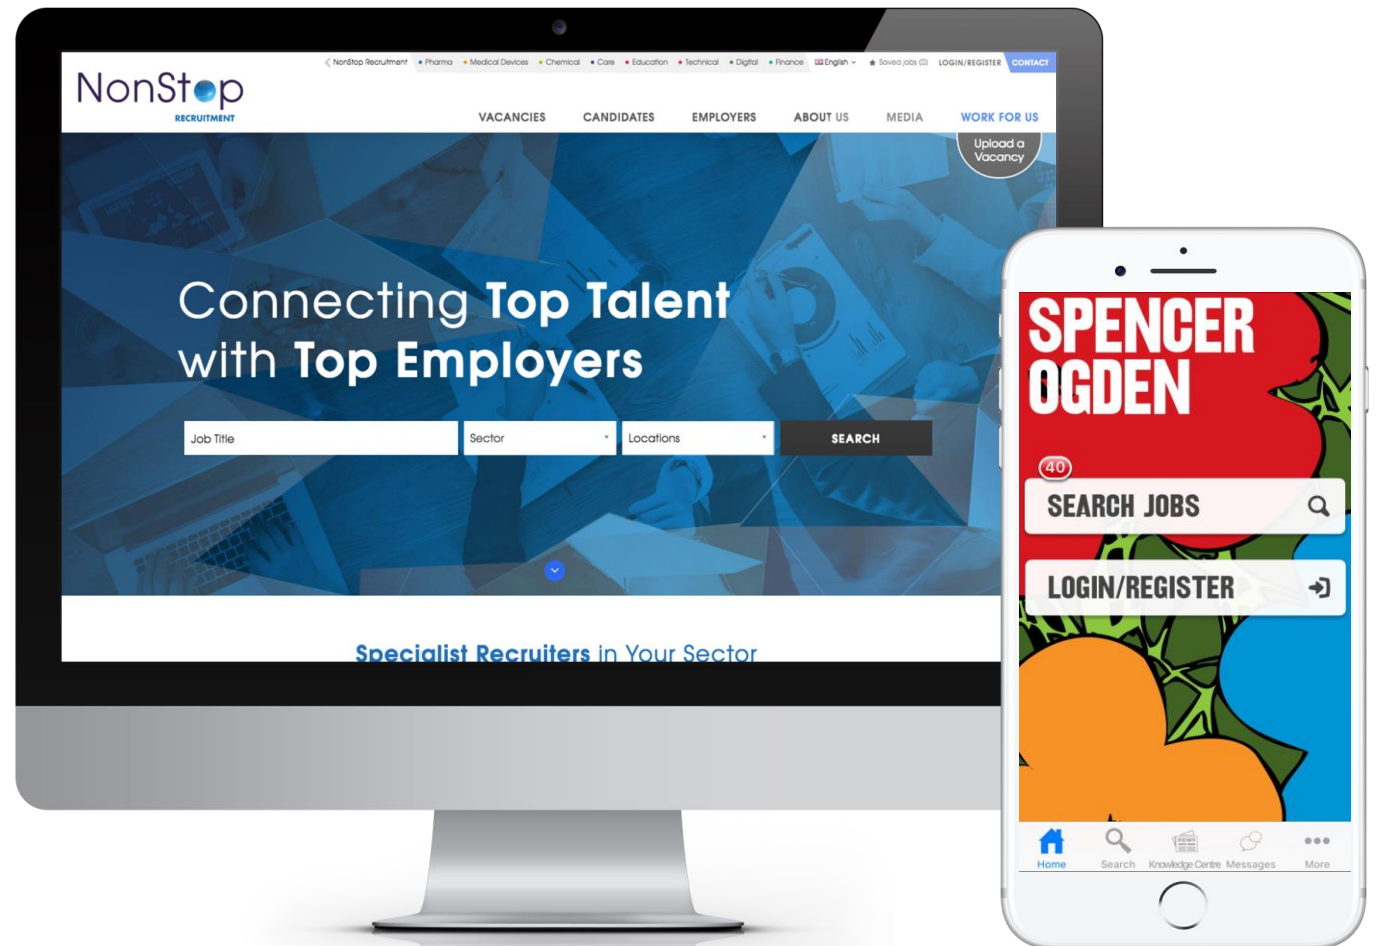 NonStop Recruitment Pharma Medical Devices Chemical Care Education Technical Digital Finance English Saved jobs (0) LOGIN/REGISTER CONTACT
NonStop
RECRUITMENT
VACANCIES CANDIDATES EMPLOYERS ABOUT US MEDIA WORK FOR US
Upload a
Vacancy
Connecting Top Talent
with Top Employers
Job Title Sector Locations SEARCH
Specialist Recruiters in Your Sector
SPENCER
OGDEN
40
SEARCH JOBS
LOGIN/REGISTER
NEWS
Home Search Knowledge Centre Messages More